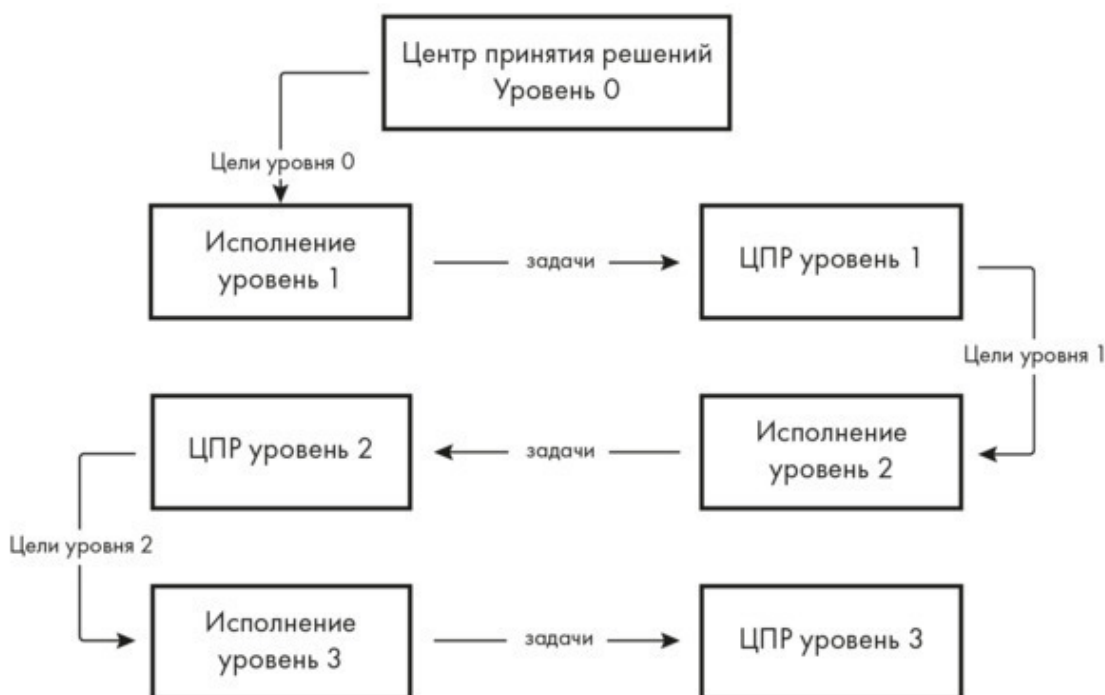 Центр принятия решений
Уровень 0
Цели уровня 0
Исполнение
уровень 1
задачи
ЦПР уровень 1
Цели уровня 1
ЦПР уровень 2
задачи
Исполнение
уровень 2
Цели уровня 2
Исполнение
уровень 3
задачи
ЦПР уровень 3